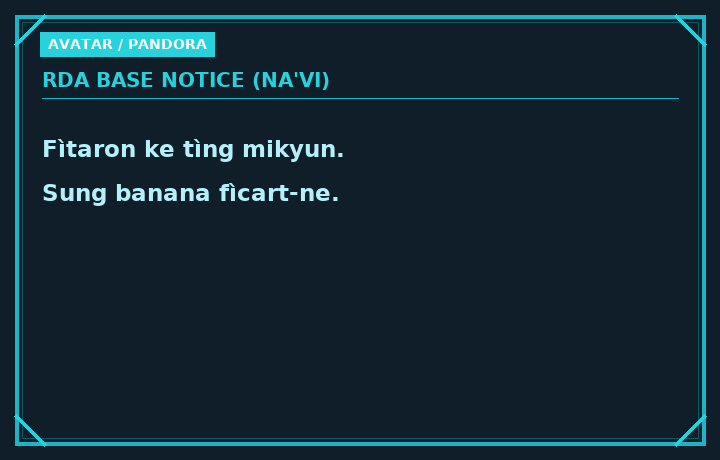 AVATAR / PANDORA
RDA BASE NOTICE (NA'VI)
Fìtaron ke tìng mikyun.
Sung banana fìcart-ne.